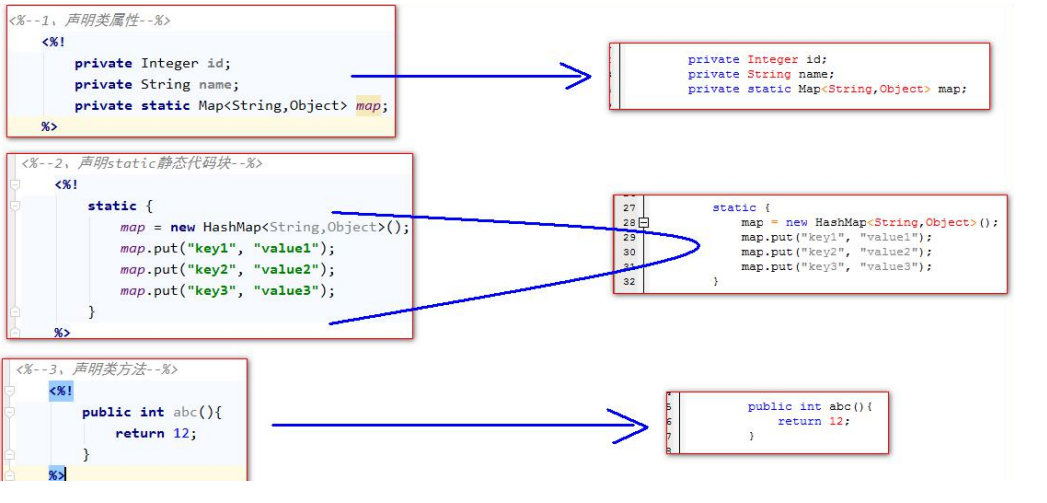 <%--1、声明类属性--%>
<%!
private Integer id;
private String name;
private static Map<String,Object> map;
%>
private Integer id;
private String name;
private static Map<String,Object> map;
<%--2、声明static静态代码块--%>
<%!
static {
map = new HashMap<String,Object>();
map.put("key1", "value1");
map.put("key2", "value2");
map.put("key3", "value3");
}
%>
27 static {
28 map = new HashMap<String,Object>();
29 map.put("key1", "value1");
30 map.put("key2", "value2");
31 map.put("key3", "value3");
32 }
<%--3、声明类方法--%>
<%!
public int abc(){
return 12;
}
%>
5 public int abc(){
6 return 12;
7 }